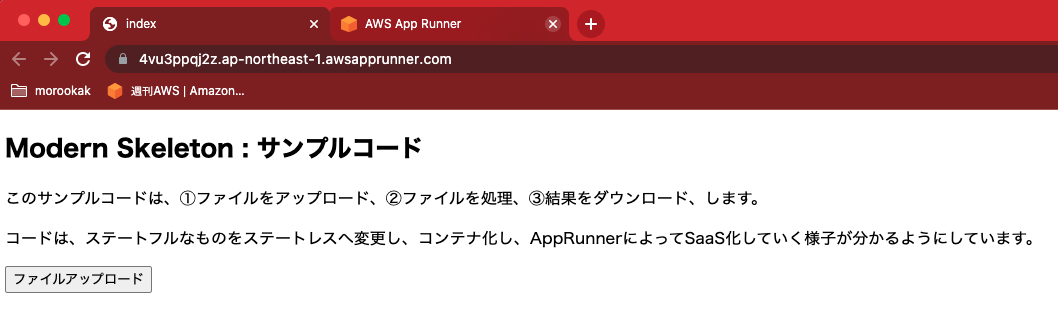 index
AWS App Runner
4vu3ppqj2z.ap-northeast-1.awsapprunner.com
morookak
週刊AWS | Amazon...
Modern Skeleton : サンプルコード
このサンプルコードは、①ファイルをアップロード、②ファイルを処理、③結果をダウンロード、します。
コードは、ステートフルなものをステートレスへ変更し、コンテナ化し、AppRunnerによってSaaS化していく様子が分かるようにしています。
ファイルアップロード